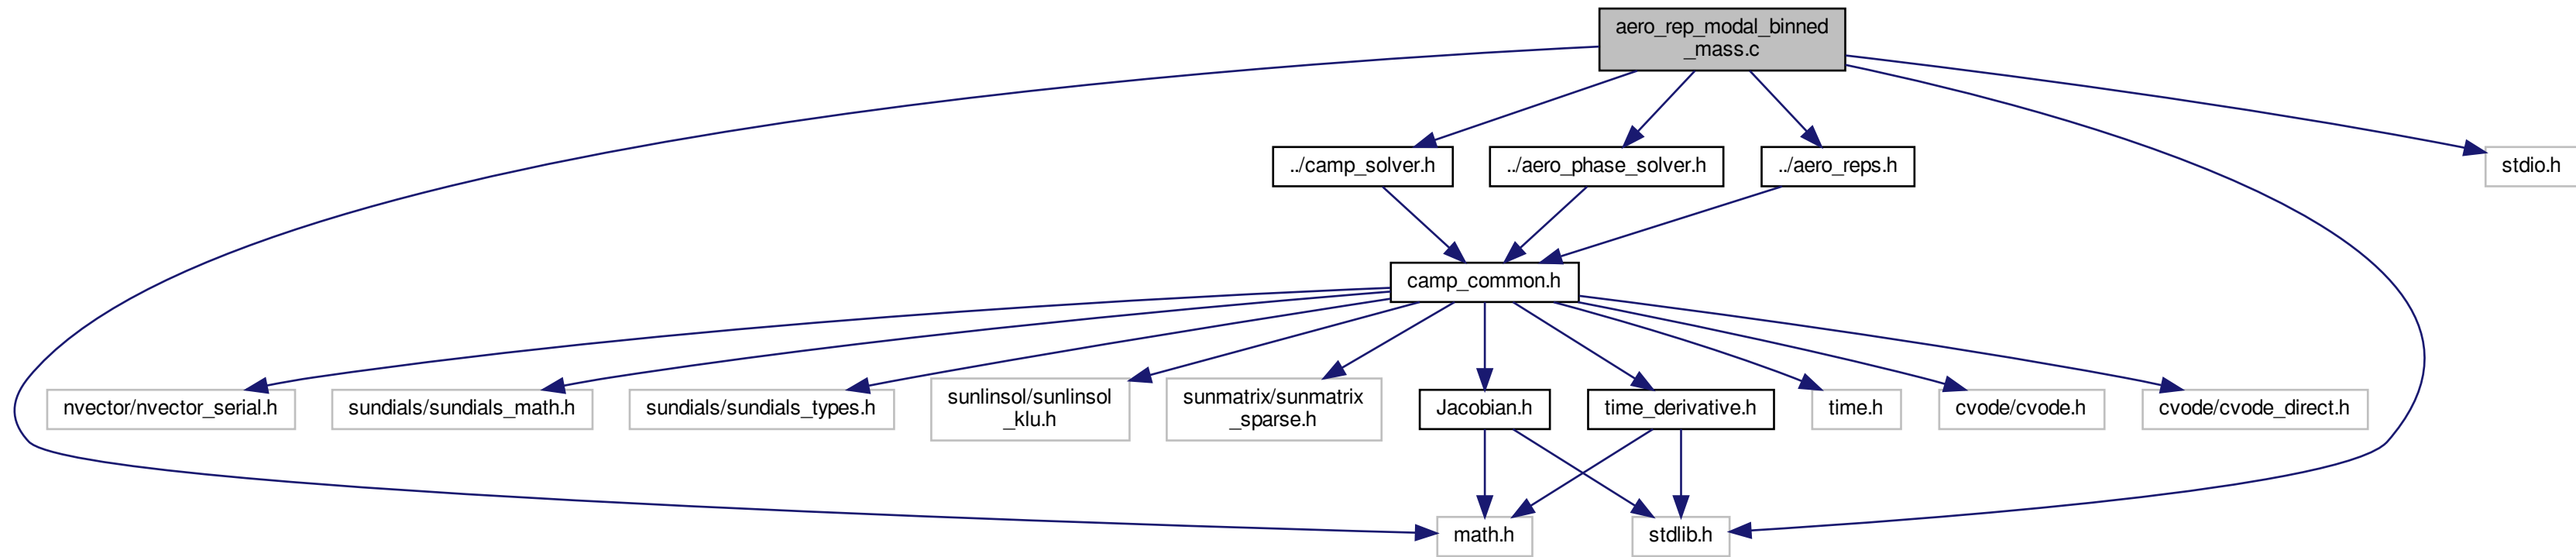 aero_rep_modal_binned
_mass.c
../camp_solver.h
../aero_phase_solver.h
../aero_reps.h
stdio.h
camp_common.h
nvector/nvector_serial.h
sundials/sundials_math.h
sundials/sundials_types.h
sunlinsol/sunlinsol
_klu.h
sunmatrix/sunmatrix
_sparse.h
Jacobian.h
time_derivative.h
time.h
cvode/cvode.h
cvode/cvode_direct.h
math.h
stdlib.h